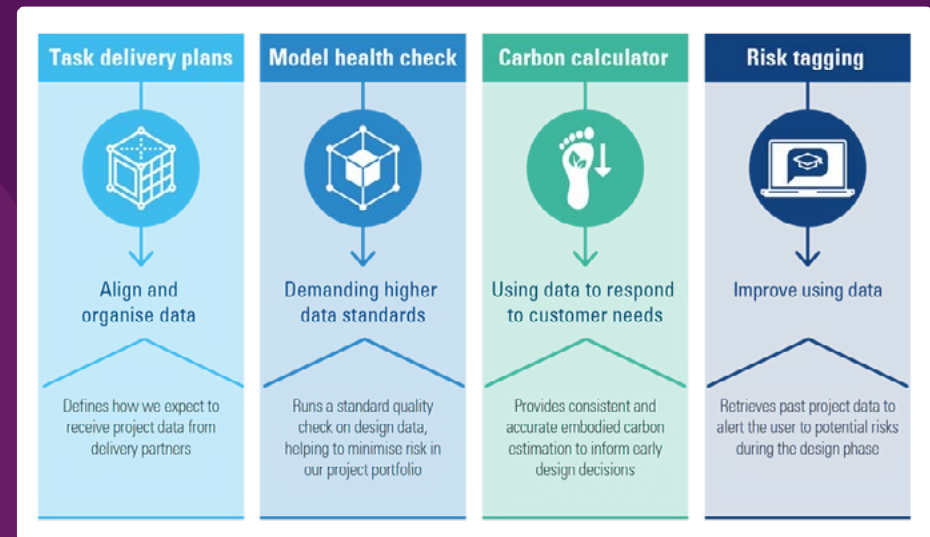 Task delivery plans
Align and
organise data
Defines how we expect to
receive project data from
delivery partners
Model health check
Demanding higher
data standards
Runs a standard quality
check on design data,
helping to minimise risk in
our project portfolio
Carbon calculator
Using data to respond
to customer needs
Provides consistent and
accurate embodied carbon
estimation to inform early
design decisions
Risk tagging
Improve using data
Retrieves past project data to
alert the user to potential risks
during the design phase